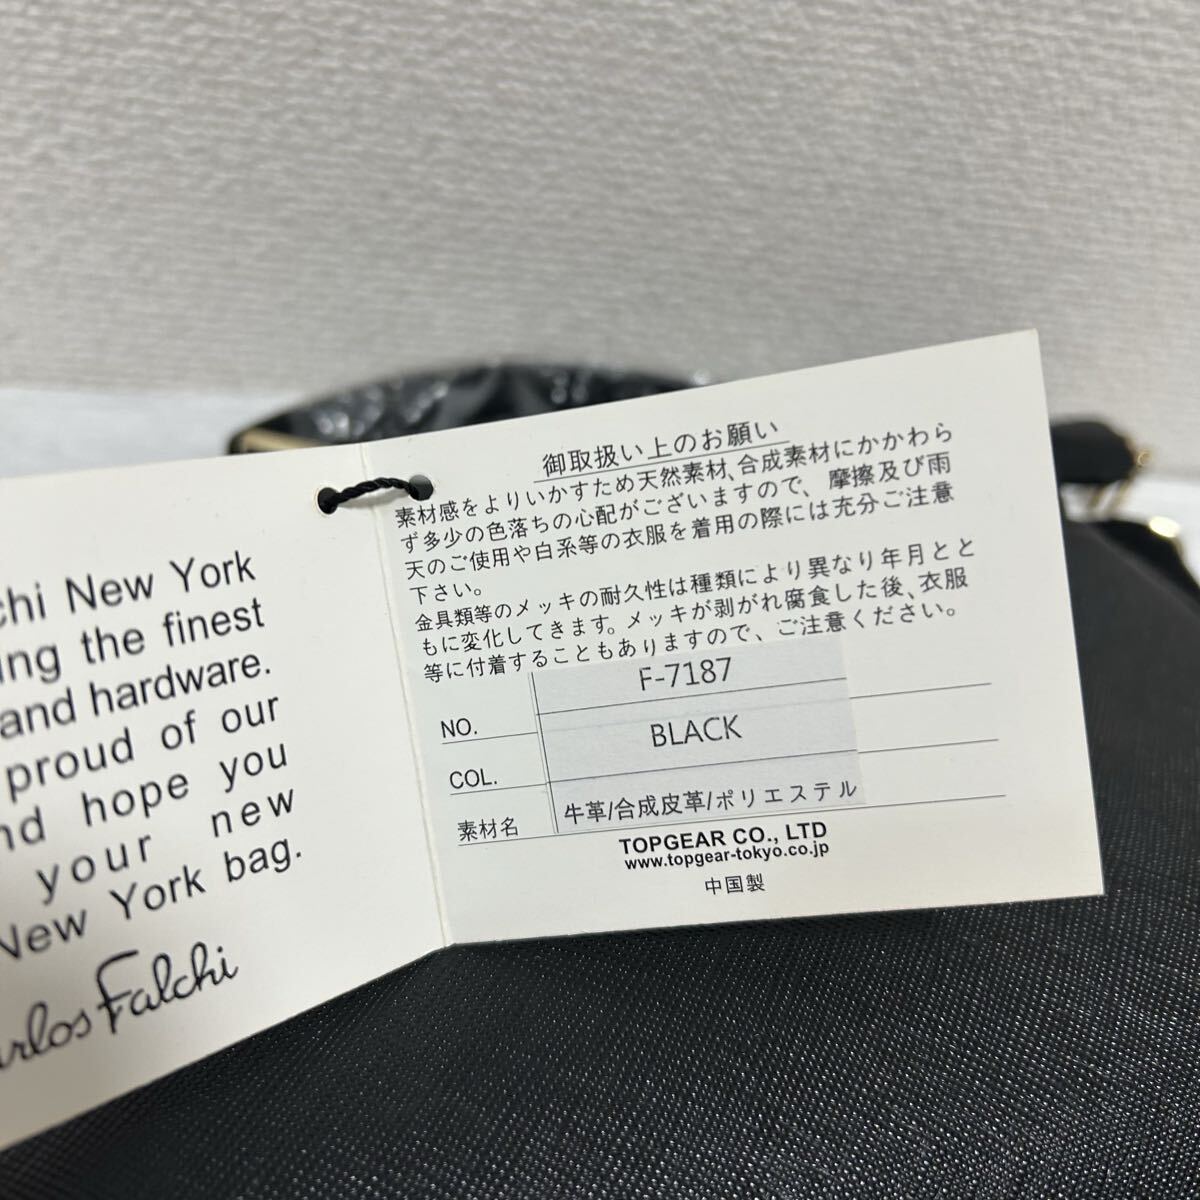 chi New York
ing the finest
and hardware.
proud of our
nd hope you
your new
New York bag.
arlos Falchi
御取扱い上のお願い
素材感をよりいかすため天然素材、合成素材にかかわら
ず多少の色落ちの心配がございますので、摩擦及び雨
天のご使用や白系等の衣服を着用の際には充分ご注意
下さい。
金具類等のメッキの耐久性は種類により異なり年月とと
もに変化してきます。メッキが剥がれ腐食した後、衣服
等に付着することもありますので、ご注意ください。
NO. F-7187
COL. BLACK
素材名 牛革/合成皮革/ポリエステル
TOPGEAR CO., LTD
www.topgear-tokyo.co.jp
中国製